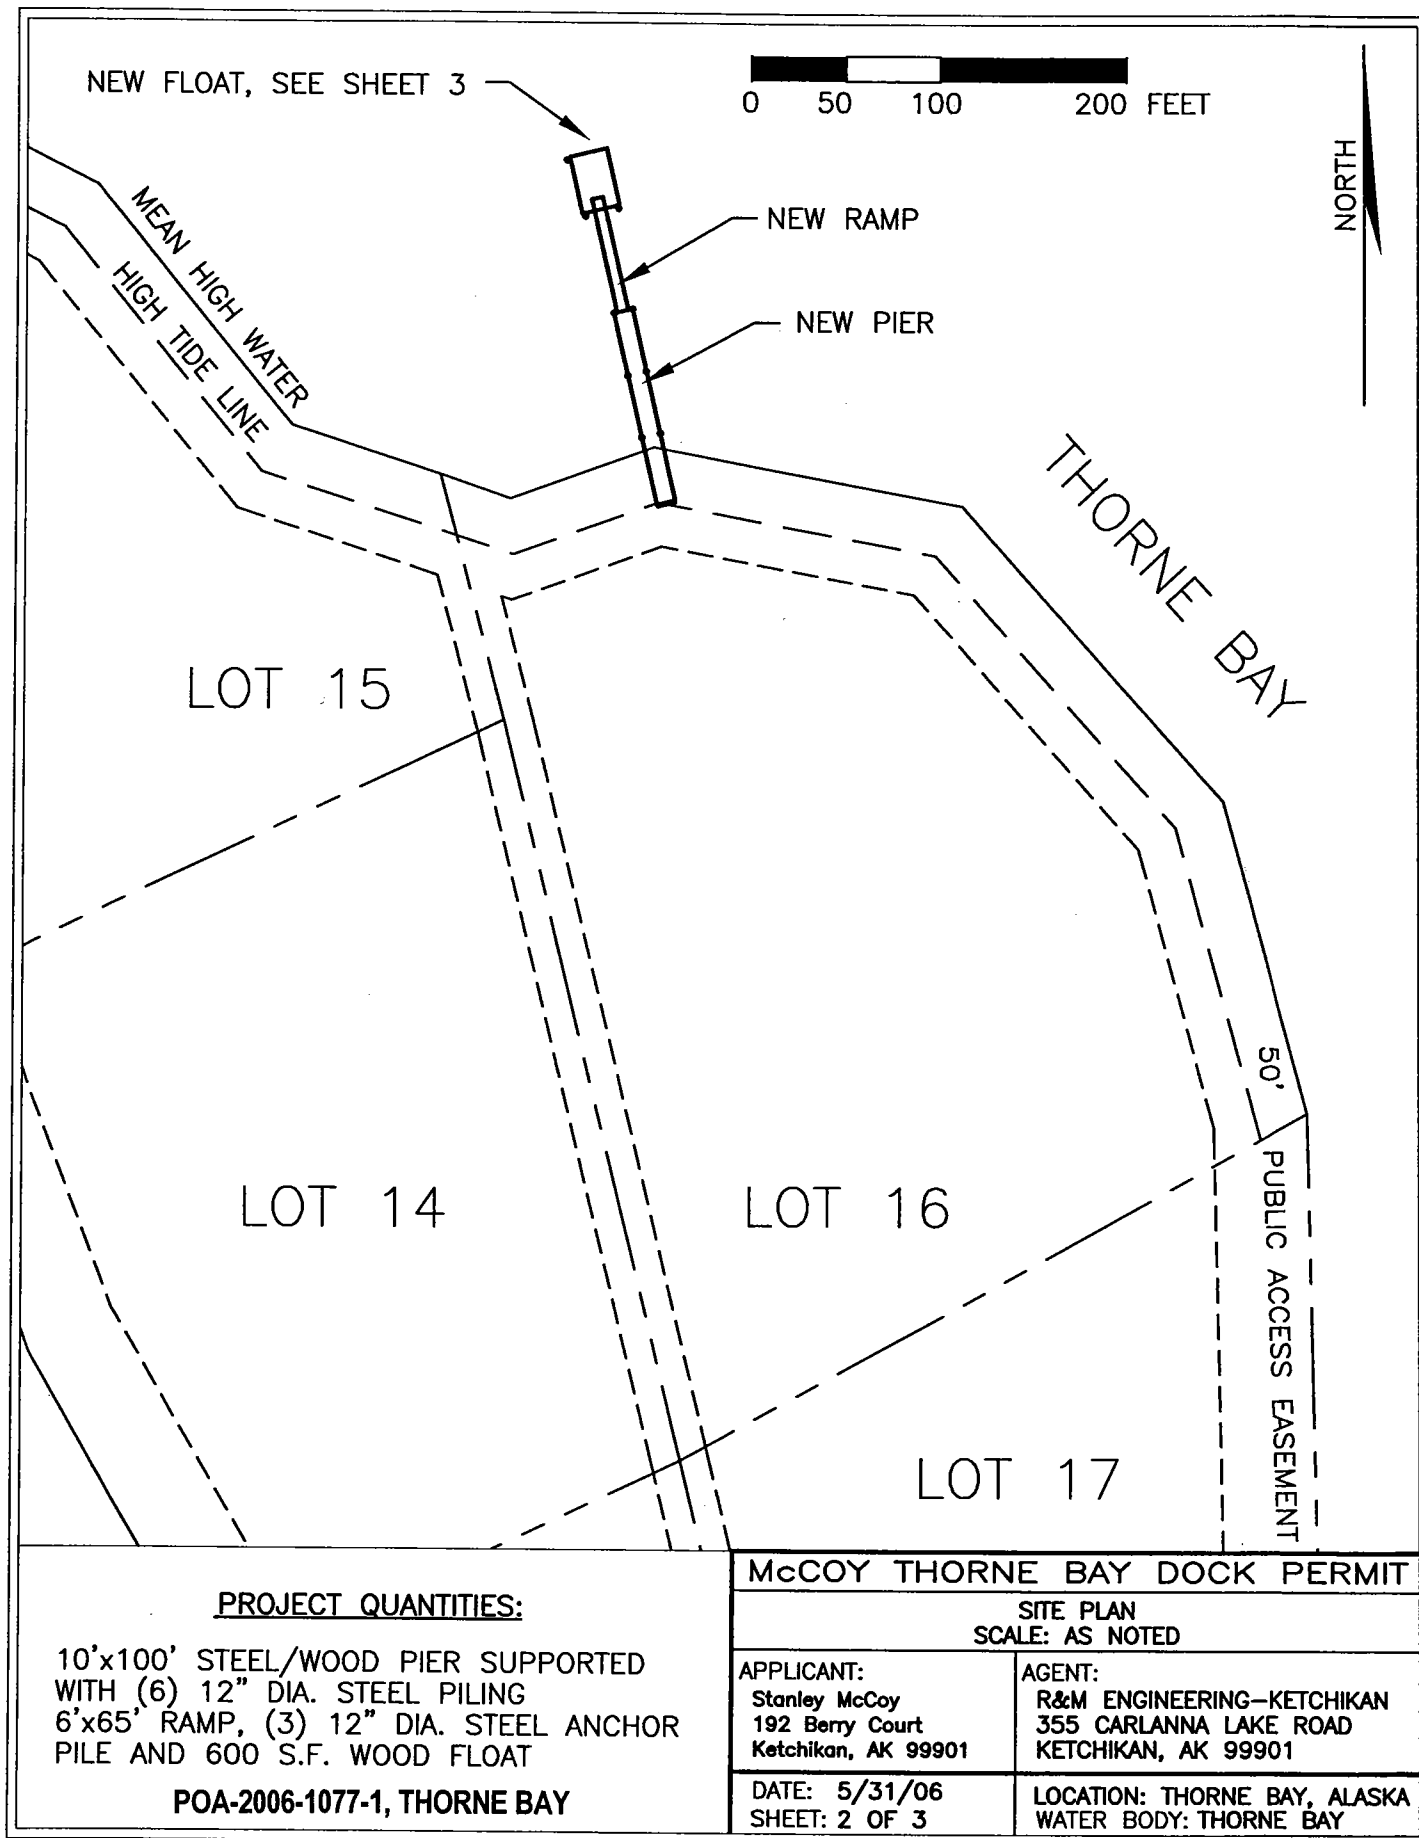 NEW FLOAT, SEE SHEET 3
0 50 100 200 FEET
NORTH
NEW RAMP
NEW PIER
MEAN HIGH WATER
HIGH TIDE LINE
THORNE BAY
LOT 15
LOT 14
LOT 16
LOT 17
50'
PUBLIC ACCESS EASEMENT
PROJECT QUANTITIES:
10'x100' STEEL/WOOD PIER SUPPORTED
WITH (6) 12" DIA. STEEL PILING
6'x65' RAMP, (3) 12" DIA. STEEL ANCHOR
PILE AND 600 S.F. WOOD FLOAT
POA-2006-1077-1, THORNE BAY
McCOY THORNE BAY DOCK PERMIT
SITE PLAN
SCALE: AS NOTED
APPLICANT:
Stanley McCoy
192 Berry Court
Ketchikan, AK 99901
AGENT:
R&M ENGINEERING-KETCHIKAN
355 CARLANNA LAKE ROAD
KETCHIKAN, AK 99901
DATE: 5/31/06
SHEET: 2 OF 3
LOCATION: THORNE BAY, ALASKA
WATER BODY: THORNE BAY